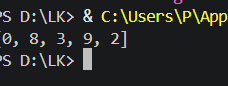 PS D:\LK> & C:\Users\P\App
[0, 8, 3, 9, 2]
PS D:\LK>